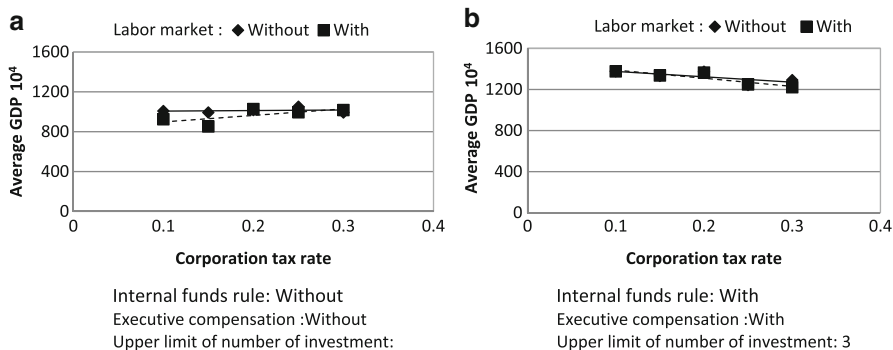 a
Labor market : Without With
Average GDP 10⁴
1600
1200
800
400
0
0 0.1 0.2 0.3 0.4
Corporation tax rate
Internal funds rule: Without
Executive compensation :Without
Upper limit of number of investment:
b
Labor market : Without With
Average GDP 10⁴
1600
1200
800
400
0
0 0.1 0.2 0.3 0.4
Corporation tax rate
Internal funds rule: With
Executive compensation :With
Upper limit of number of investment: 3